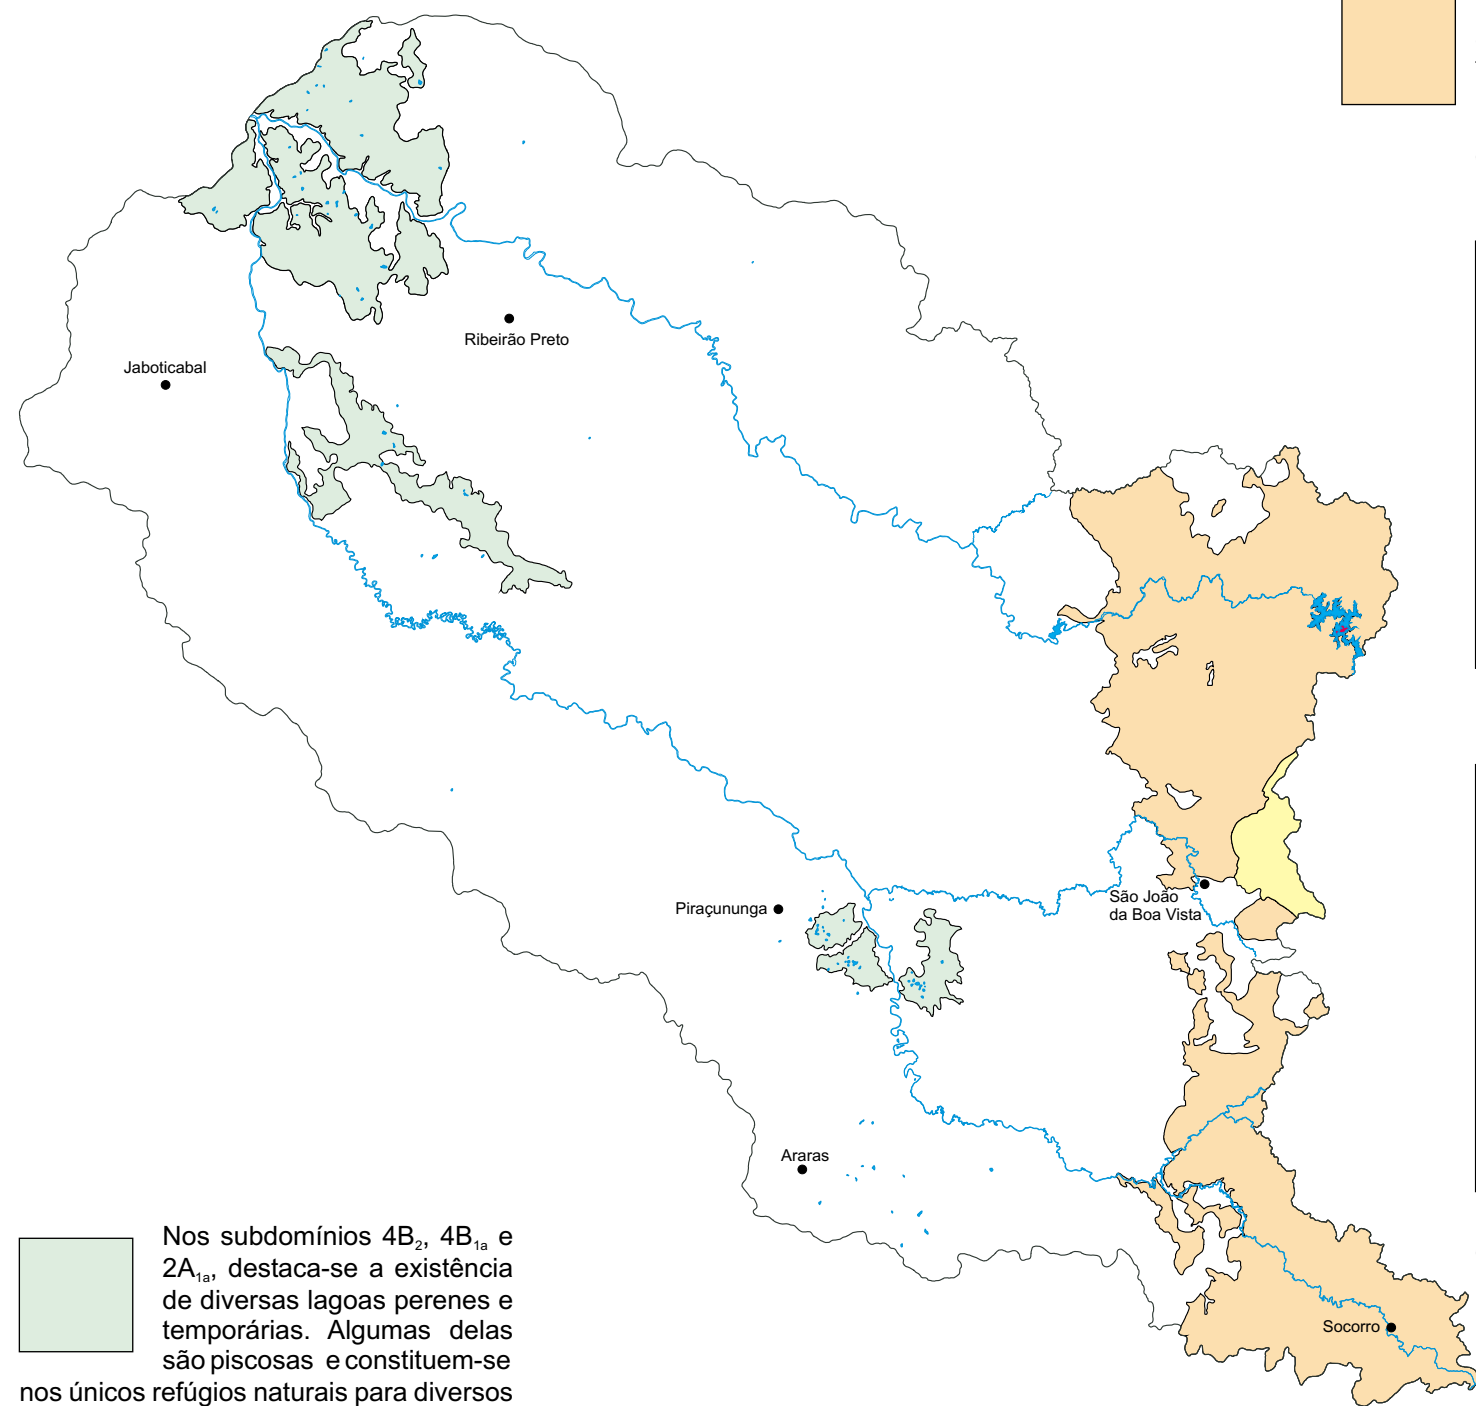 Ribeirão Preto
Jaboticabal
São João
da Boa Vista
Piraçununga
Araras
Socorro
Nos subdomínios 4B₂, 4B₁ₐ e
2A₁ₐ, destaca-se a existência
de diversas lagoas perenes e
temporárias. Algumas delas
são piscosas e constituem-se
nos únicos refúgios naturais para diversos